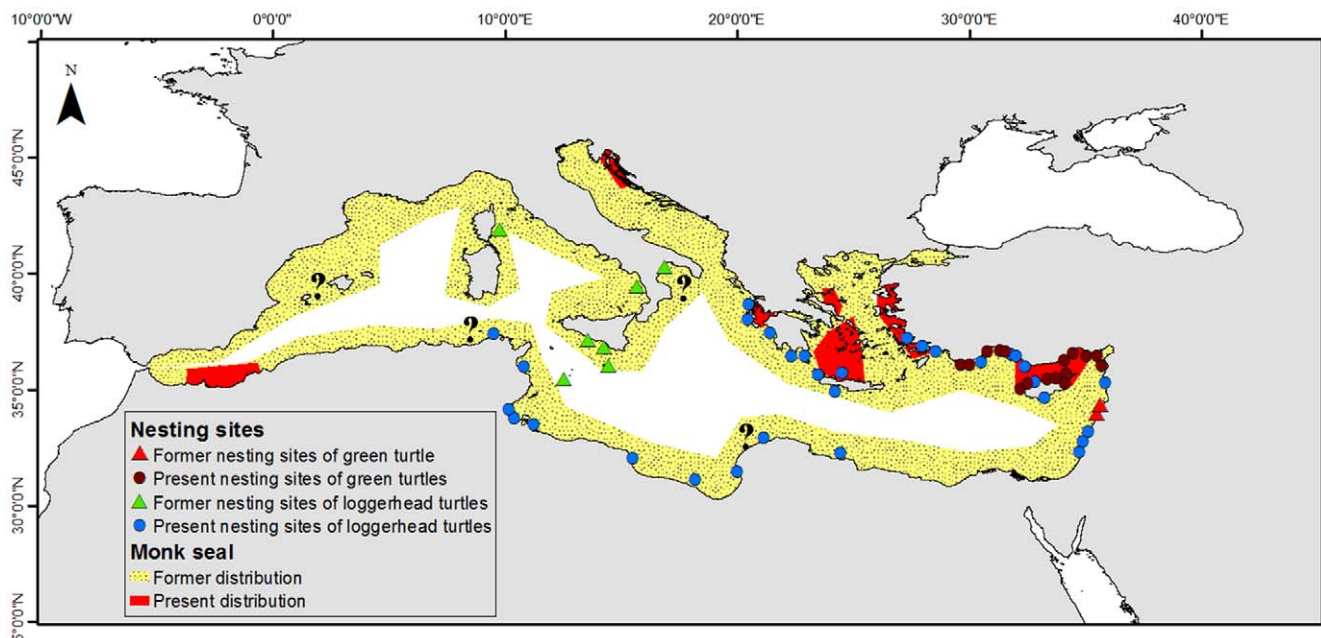 10°0'0"W 0°0'0" 10°0'0"E 20°0'0"E 30°0'0"E 40°0'0"E
N
45°0'0"N
?
40°0'0"N
?
?
35°0'0"N
?
30°0'0"N
5°0'0"N
Nesting sites
Former nesting sites of green turtle
Present nesting sites of green turtles
Former nesting sites of loggerhead turtles
Present nesting sites of loggerhead turtles
Monk seal
Former distribution
Present distribution